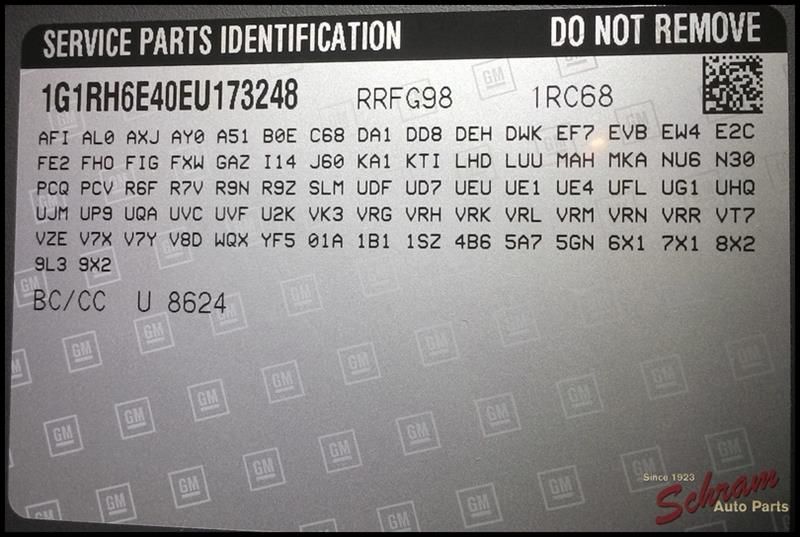 SERVICE PARTS IDENTIFICATION DO NOT REMOVE
1G1RH6E40EU173248 RRFG98 1RC68
AFI AL0 AXJ AY0 A51 B0E C68 DA1 DD8 DEH DWK EF7 EVB EW4 E2C
FE2 FHO FIG FXW GAZ I14 J60 KA1 KTI LHD LUU MAH MKA NU6 N30
PCQ PCV R6F R7V R9N R9Z SLM UDF UD7 UEU UE1 UE4 UFL UG1 UHQ
UJM UP9 UQA UVC UVF U2K VK3 VRG VRH VRK VRL VRM VRN VRR VT7
VZE V7X V7Y V8D WQX YF5 01A 1B1 1SZ 4B6 5A7 5GN 6X1 7X1 8X2
9L3 9X2
BC/CC U 8624
GM
Since 1923
Schram
Auto Parts